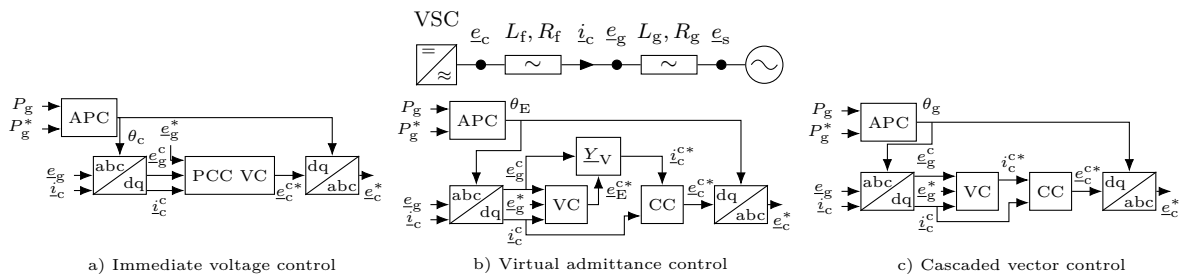 VSC
e_c L_f, R_f i_c e_g L_g, R_g e_s
= ≈ ~ ~ ~
P_g P_g^* APC θ_c e_g^*
e_g i_c abc dq e_g^c i_c^c PCC VC e_c^{c*} dq abc e_c^*
a) Immediate voltage control
P_g P_g^* APC θ_E
Y_V i_c^{c*}
e_g i_c abc dq e_g^c e_g^* i_c^c VC e_E^{c*} CC e_c^{c*} dq abc e_c^*
b) Virtual admittance control
P_g P_g^* APC θ_g
e_g i_c abc dq e_g^c e_g^* i_c^c VC i_c^{c*} CC e_c^{c*} dq abc e_c^*
c) Cascaded vector control